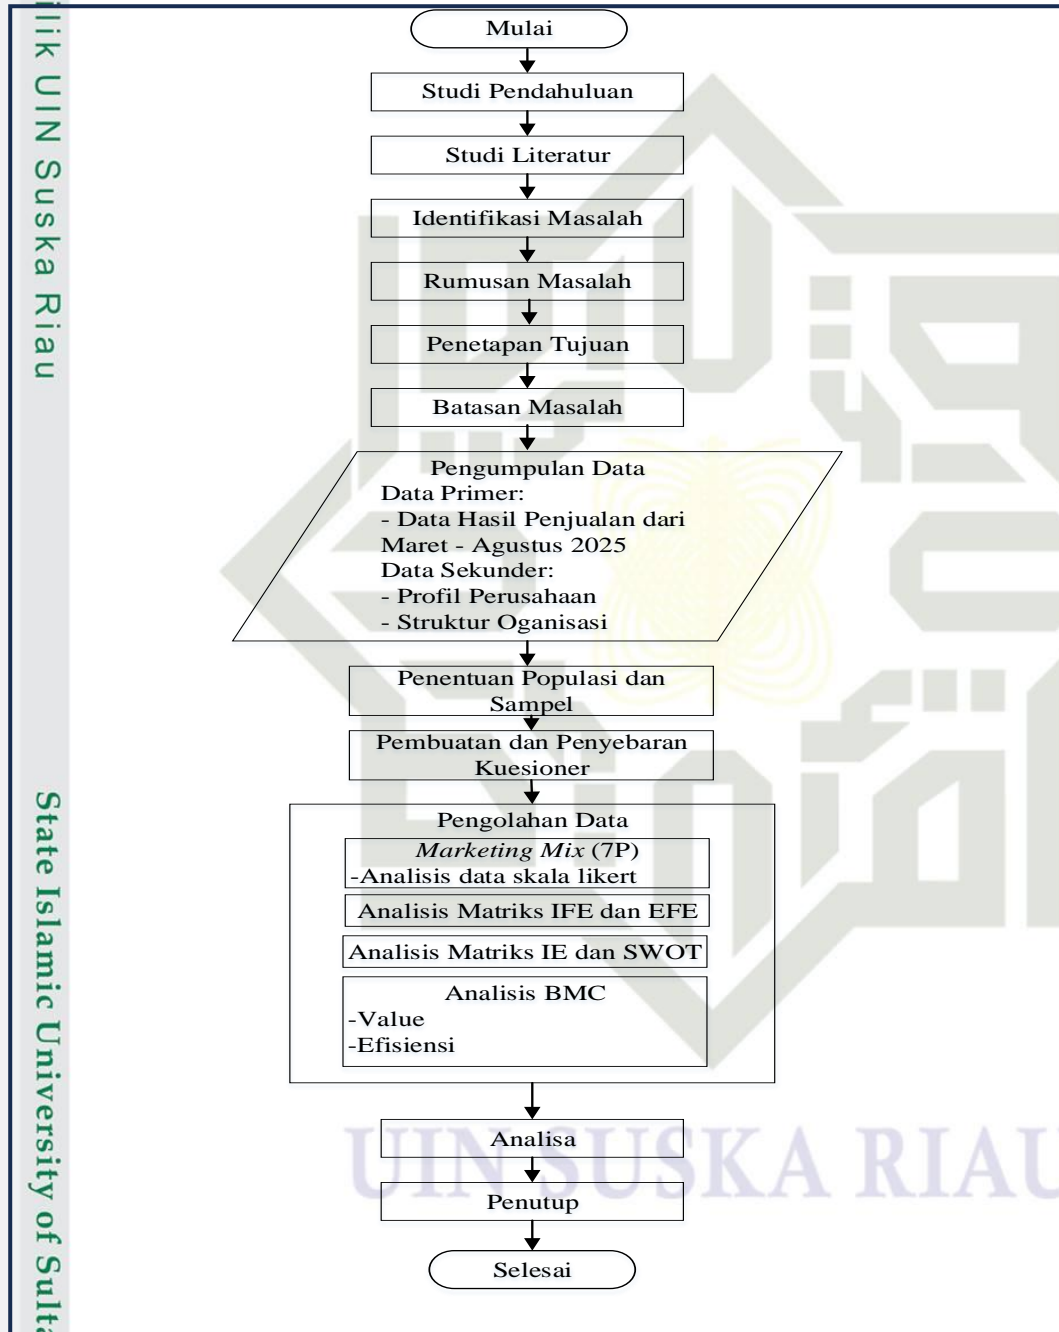 ilik UIN Suska Riau
State Islamic University of Sulta
Mulai
Studi Pendahuluan
Studi Literatur
Identifikasi Masalah
Rumusan Masalah
Penetapan Tujuan
Batasan Masalah
Pengumpulan Data
Data Primer:
- Data Hasil Penjualan dari
Maret - Agustus 2025
Data Sekunder:
- Profil Perusahaan
- Struktur Oganisasi
Penentuan Populasi dan
Sampel
Pembuatan dan Penyebaran
Kuesioner
Pengolahan Data
Marketing Mix (7P)
-Analisis data skala likert
Analisis Matriks IFE dan EFE
Analisis Matriks IE dan SWOT
Analisis BMC
-Value
-Efisiensi
Analisa
UIN SUSKA RIAU
Penutup
Selesai